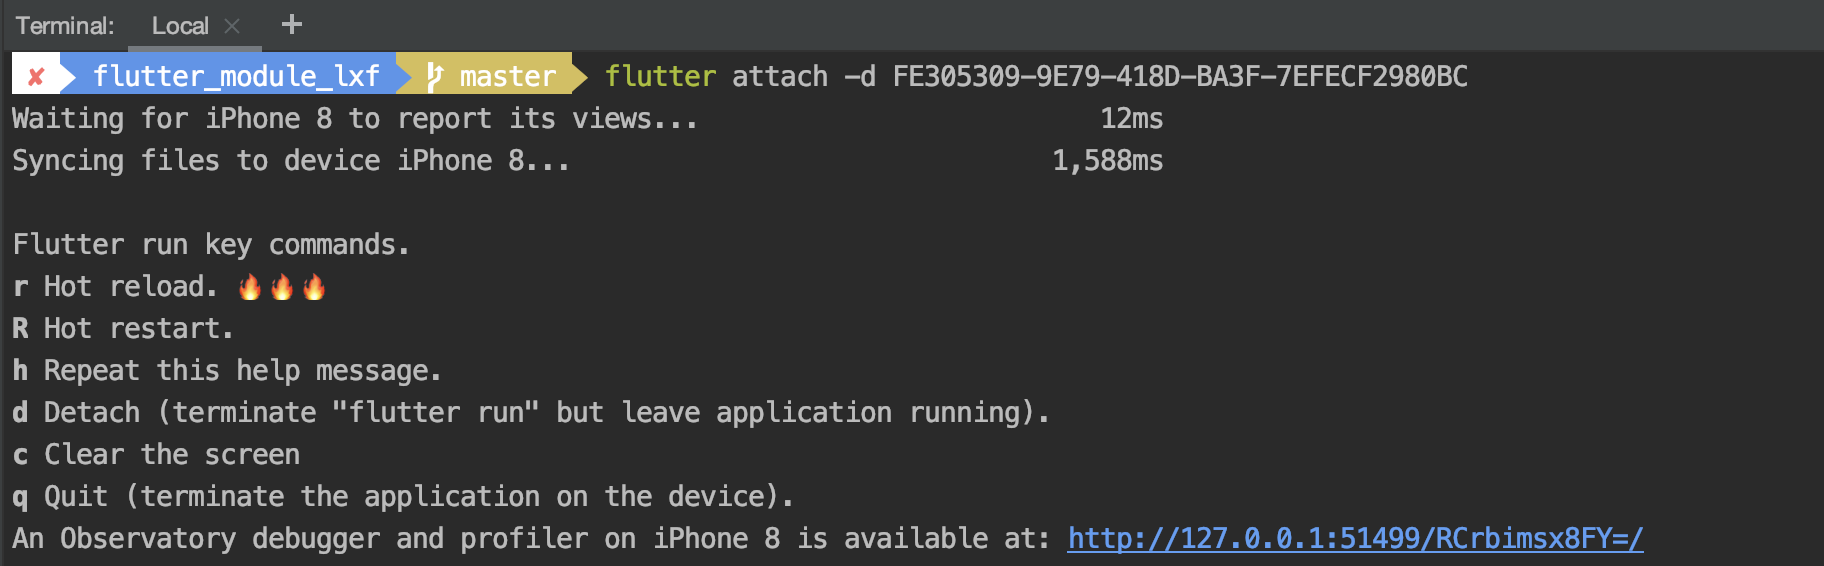 Terminal: Local × +
✘ flutter_module_lxf master flutter attach -d FE305309-9E79-418D-BA3F-7EFECF2980BC
Waiting for iPhone 8 to report its views... 12ms
Syncing files to device iPhone 8... 1,588ms
Flutter run key commands.
r Hot reload. 🔥🔥🔥
R Hot restart.
h Repeat this help message.
d Detach (terminate "flutter run" but leave application running).
c Clear the screen
q Quit (terminate the application on the device).
An Observatory debugger and profiler on iPhone 8 is available at: http://127.0.0.1:51499/RCrbimsx8FY=/